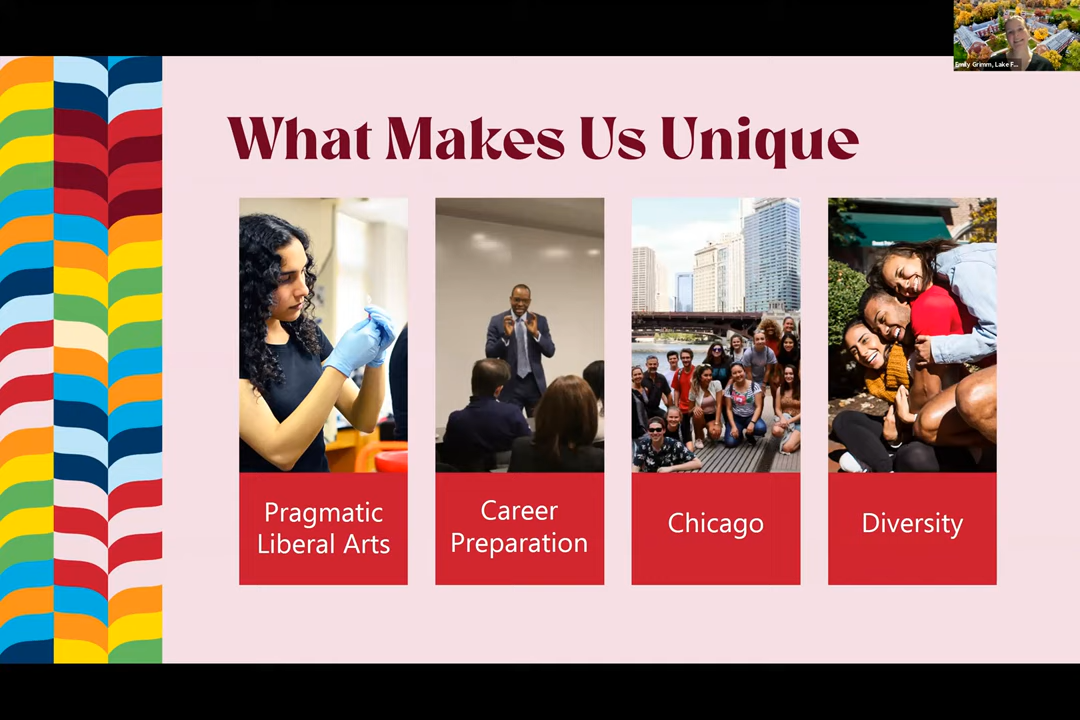 Emily Grimm, Lake F...
What Makes Us Unique
Pragmatic
Liberal Arts
Career
Preparation
Chicago
Diversity